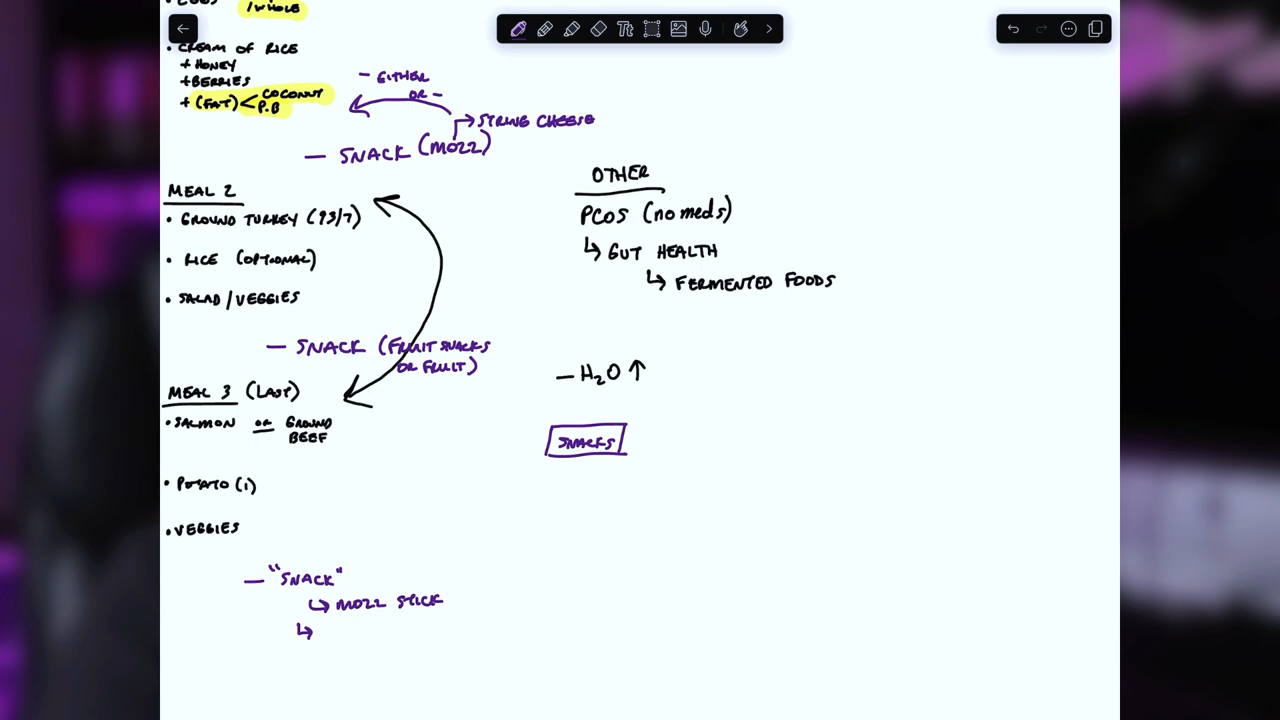 • EGGS
/WHOLE
• CREAM OF RICE
+ HONEY
+ BERRIES
+ (FAT) < COCONUT
P.B
— EITHER
OR —
→ STRING CHEESE
— SNACK (MOZZ)
MEAL 2
• GROUND TURKEY (93/7)
• RICE (OPTIONAL)
• SALAD / VEGGIES
— SNACK (FRUIT SNACKS
OR FRUIT)
MEAL 3 (LAST)
• SALMON OR GROUND
BEEF
• POTATO (1)
• VEGGIES
— "SNACK"
↳ MOZZ STICK
↳
OTHER
PCOS (no meds)
↳ GUT HEALTH
↳ FERMENTED FOODS
— H₂O ↑
SNACKS